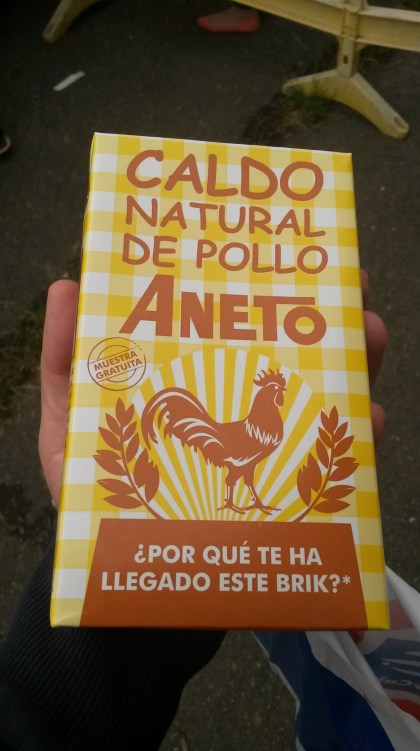 CALDO
NATURAL
DE POLLO
ANETO
MUESTRA
GRATUITA
¿POR QUÉ TE HA
LLEGADO ESTE BRIK?*